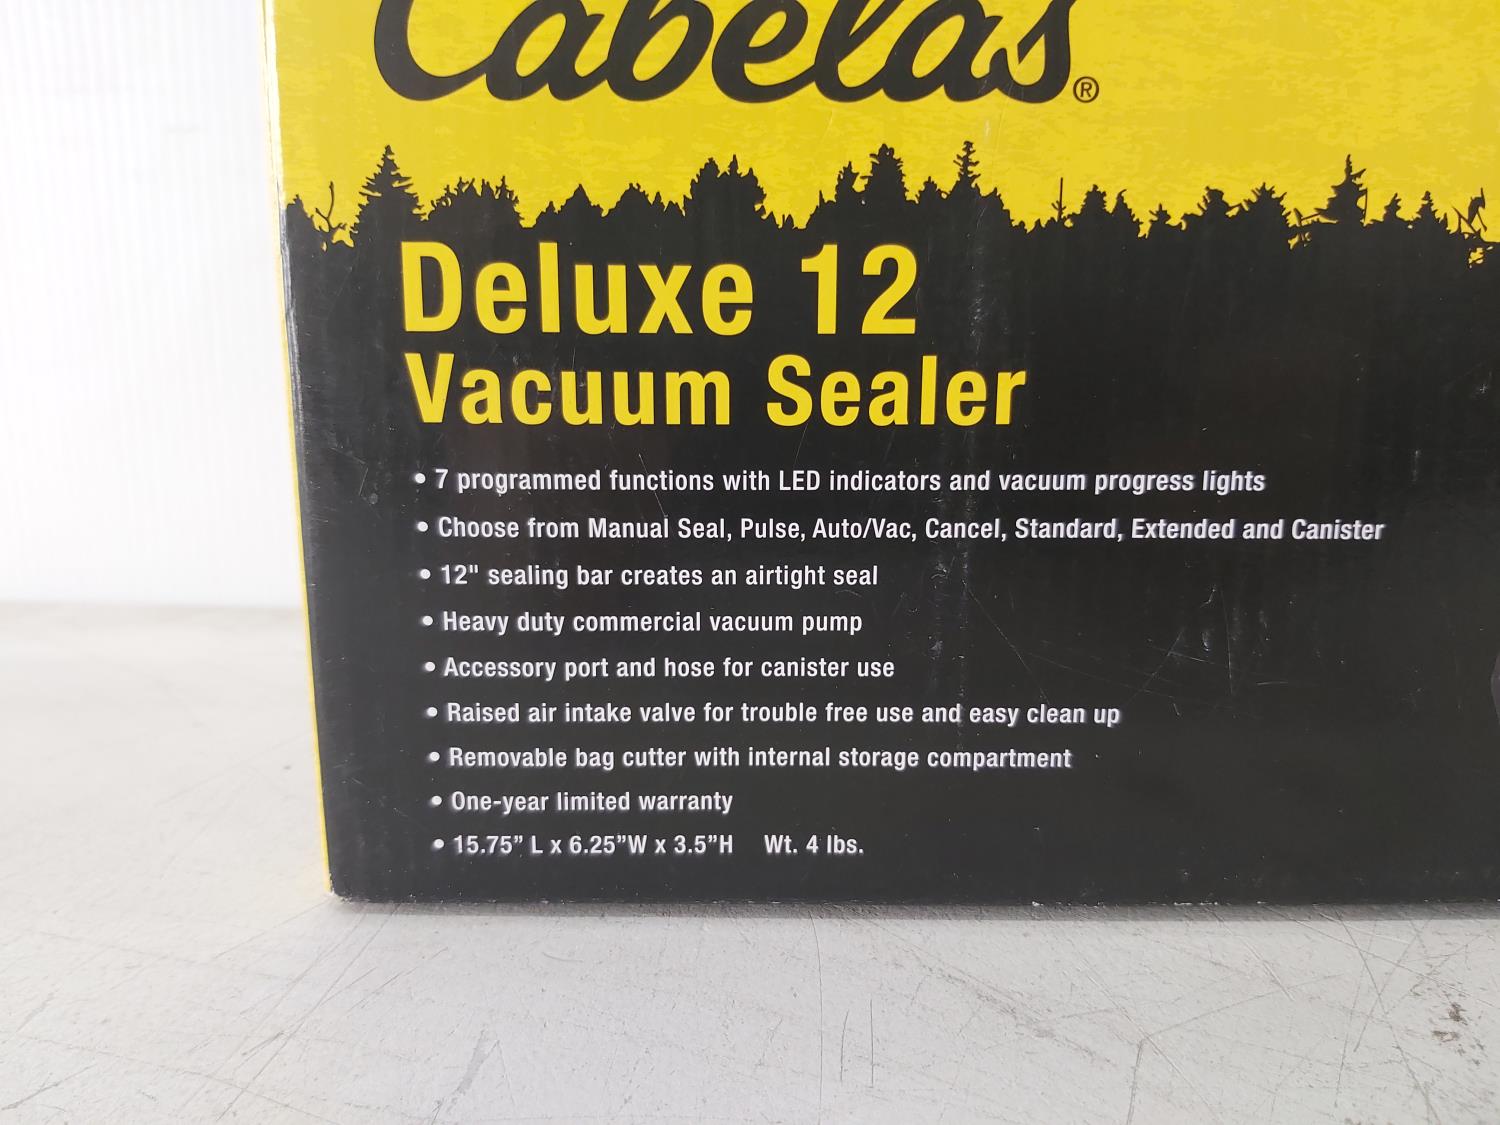 Cabelas®
Deluxe 12
Vacuum Sealer
• 7 programmed functions with LED indicators and vacuum progress lights
• Choose from Manual Seal, Pulse, Auto/Vac, Cancel, Standard, Extended and Canister
• 12" sealing bar creates an airtight seal
• Heavy duty commercial vacuum pump
• Accessory port and hose for canister use
• Raised air intake valve for trouble free use and easy clean up
• Removable bag cutter with internal storage compartment
• One-year limited warranty
• 15.75” L x 6.25”W x 3.5”H Wt. 4 lbs.